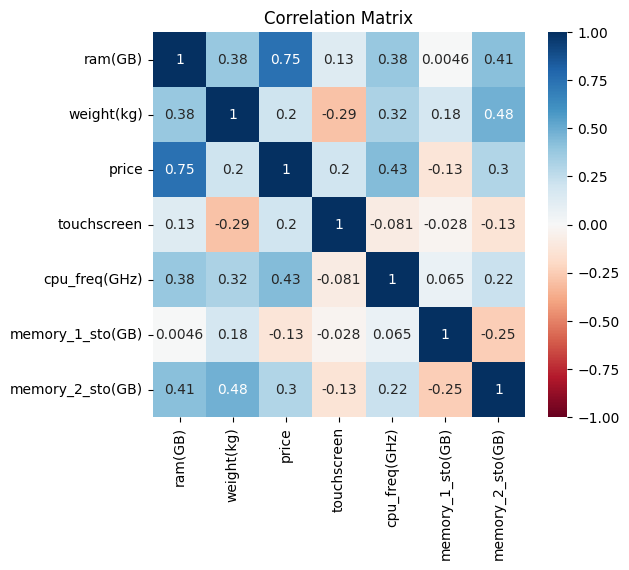 Correlation Matrix
ram(GB) 1 0.38 0.75 0.13 0.38 0.0046 0.41
weight(kg) 0.38 1 0.2 -0.29 0.32 0.18 0.48
price 0.75 0.2 1 0.2 0.43 -0.13 0.3
touchscreen 0.13 -0.29 0.2 1 -0.081 -0.028 -0.13
cpu_freq(GHz) 0.38 0.32 0.43 -0.081 1 0.065 0.22
memory_1_sto(GB) 0.0046 0.18 -0.13 -0.028 0.065 1 -0.25
memory_2_sto(GB) 0.41 0.48 0.3 -0.13 0.22 -0.25 1
ram(GB)
weight(kg)
price
touchscreen
cpu_freq(GHz)
memory_1_sto(GB)
memory_2_sto(GB)
1.00
0.75
0.50
0.25
0.00
−0.25
−0.50
−0.75
−1.00